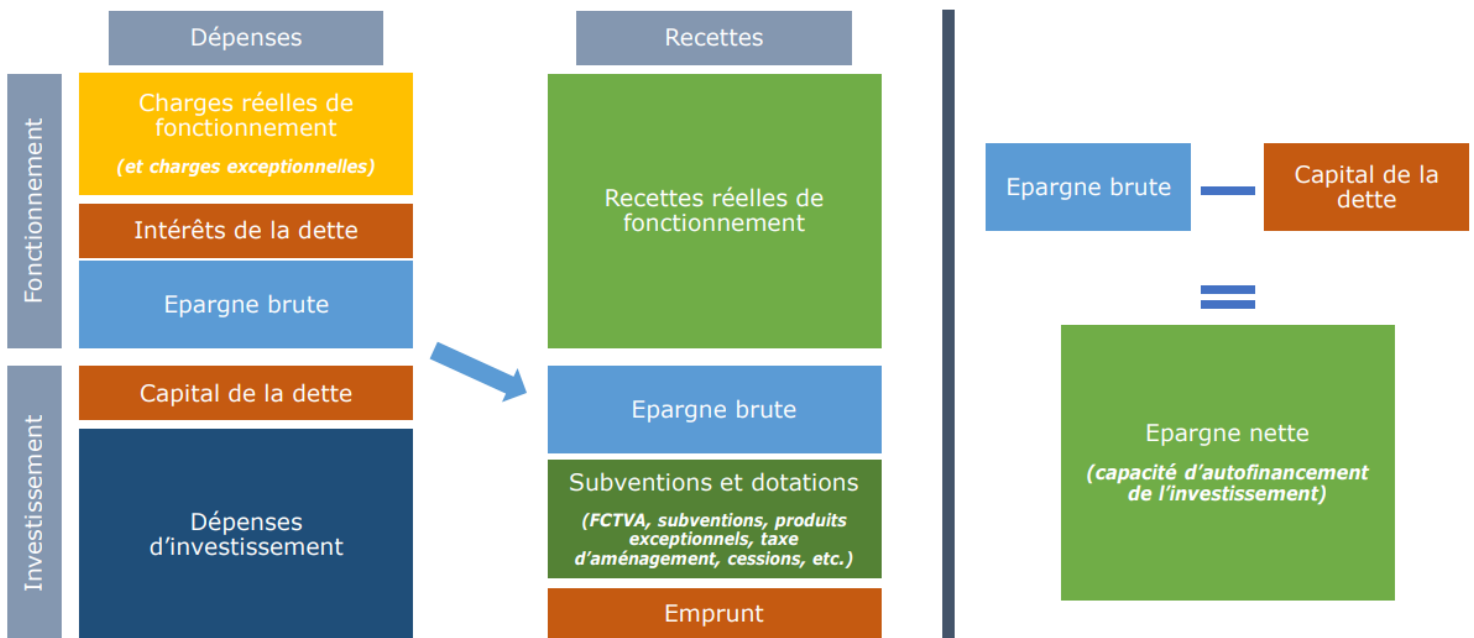 Dépenses
Recettes
Fonctionnement
Charges réelles de
fonctionnement
(et charges exceptionnelles)
Intérêts de la dette
Epargne brute
Recettes réelles de
fonctionnement
Investissement
Capital de la dette
Dépenses
d’investissement
Epargne brute
Subventions et dotations
(FCTVA, subventions, produits
exceptionnels, taxe
d’aménagement, cessions, etc.)
Emprunt
Epargne brute
Capital de la
dette
Epargne nette
(capacité d’autofinancement
de l’investissement)